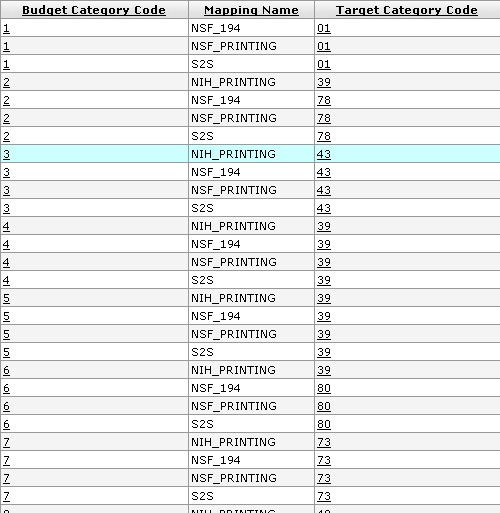 Budget Category Code Mapping Name Target Category Code
1 NSF_194 01
1 NSF_PRINTING 01
1 S2S 01
2 NIH_PRINTING 39
2 NSF_194 78
2 NSF_PRINTING 78
2 S2S 78
3 NIH_PRINTING 43
3 NSF_194 43
3 NSF_PRINTING 43
3 S2S 43
4 NIH_PRINTING 39
4 NSF_194 39
4 NSF_PRINTING 39
4 S2S 39
5 NIH_PRINTING 39
5 NSF_194 39
5 NSF_PRINTING 39
5 S2S 39
6 NIH_PRINTING 39
6 NSF_194 80
6 NSF_PRINTING 80
6 S2S 80
7 NIH_PRINTING 73
7 NSF_194 73
7 NSF_PRINTING 73
7 S2S 73
NIH_PRINTING